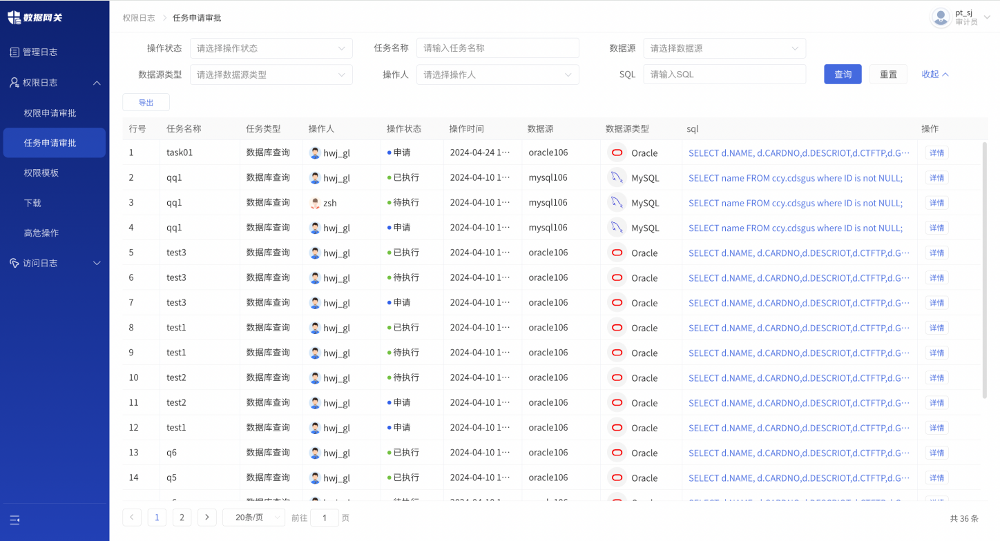 数据网关
管理日志
权限日志
权限申请审批
任务申请审批
权限模板
下载
高危操作
访问日志
权限日志 > 任务申请审批
pt_sj
审计员
操作状态 请选择操作状态 任务名称 请输入任务名称 数据源 请选择数据源
数据源类型 请选择数据源类型 操作人 请选择操作人 SQL 请输入SQL 查询 重置 收起
导出
行号 任务名称 任务类型 操作人 操作状态 操作时间 数据源 数据源类型 sql 操作
1 task01 数据库查询 hwj_gl 申请 2024-04-24 1··· oracle106 Oracle SELECT d.NAME, d.CARDNO,d.DESCRIOT,d.CTFTP,d.G··· 详情
2 qq1 数据库查询 hwj_gl 已执行 2024-04-10 1··· mysql106 MySQL SELECT name FROM ccy.cdsgus where ID is not NULL; 详情
3 qq1 数据库查询 zsh 待执行 2024-04-10 1··· mysql106 MySQL SELECT name FROM ccy.cdsgus where ID is not NULL; 详情
4 qq1 数据库查询 hwj_gl 申请 2024-04-10 1··· mysql106 MySQL SELECT name FROM ccy.cdsgus where ID is not NULL; 详情
5 test3 数据库查询 hwj_gl 已执行 2024-04-10 1··· oracle106 Oracle SELECT d.NAME, d.CARDNO,d.DESCRIOT,d.CTFTP,d.G··· 详情
6 test3 数据库查询 hwj_gl 待执行 2024-04-10 1··· oracle106 Oracle SELECT d.NAME, d.CARDNO,d.DESCRIOT,d.CTFTP,d.G··· 详情
7 test3 数据库查询 hwj_gl 申请 2024-04-10 1··· oracle106 Oracle SELECT d.NAME, d.CARDNO,d.DESCRIOT,d.CTFTP,d.G··· 详情
8 test1 数据库查询 hwj_gl 已执行 2024-04-10 1··· oracle106 Oracle SELECT d.NAME, d.CARDNO,d.DESCRIOT,d.CTFTP,d.G··· 详情
9 test1 数据库查询 hwj_gl 待执行 2024-04-10 1··· oracle106 Oracle SELECT d.NAME, d.CARDNO,d.DESCRIOT,d.CTFTP,d.G··· 详情
10 test2 数据库查询 hwj_gl 待执行 2024-04-10 1··· oracle106 Oracle SELECT d.NAME, d.CARDNO,d.DESCRIOT,d.CTFTP,d.G··· 详情
11 test2 数据库查询 hwj_gl 申请 2024-04-10 1··· oracle106 Oracle SELECT d.NAME, d.CARDNO,d.DESCRIOT,d.CTFTP,d.G··· 详情
12 test1 数据库查询 hwj_gl 申请 2024-04-10 1··· oracle106 Oracle SELECT d.NAME, d.CARDNO,d.DESCRIOT,d.CTFTP,d.G··· 详情
13 q6 数据库查询 hwj_gl 已执行 2024-04-10 1··· oracle106 Oracle SELECT d.NAME, d.CARDNO,d.DESCRIOT,d.CTFTP,d.G··· 详情
14 q5 数据库查询 hwj_gl 已执行 2024-04-10 1··· oracle106 Oracle SELECT d.NAME, d.CARDNO,d.DESCRIOT,d.CTFTP,d.G··· 详情
1 2 20条/页 前往 1 页 共 36 条